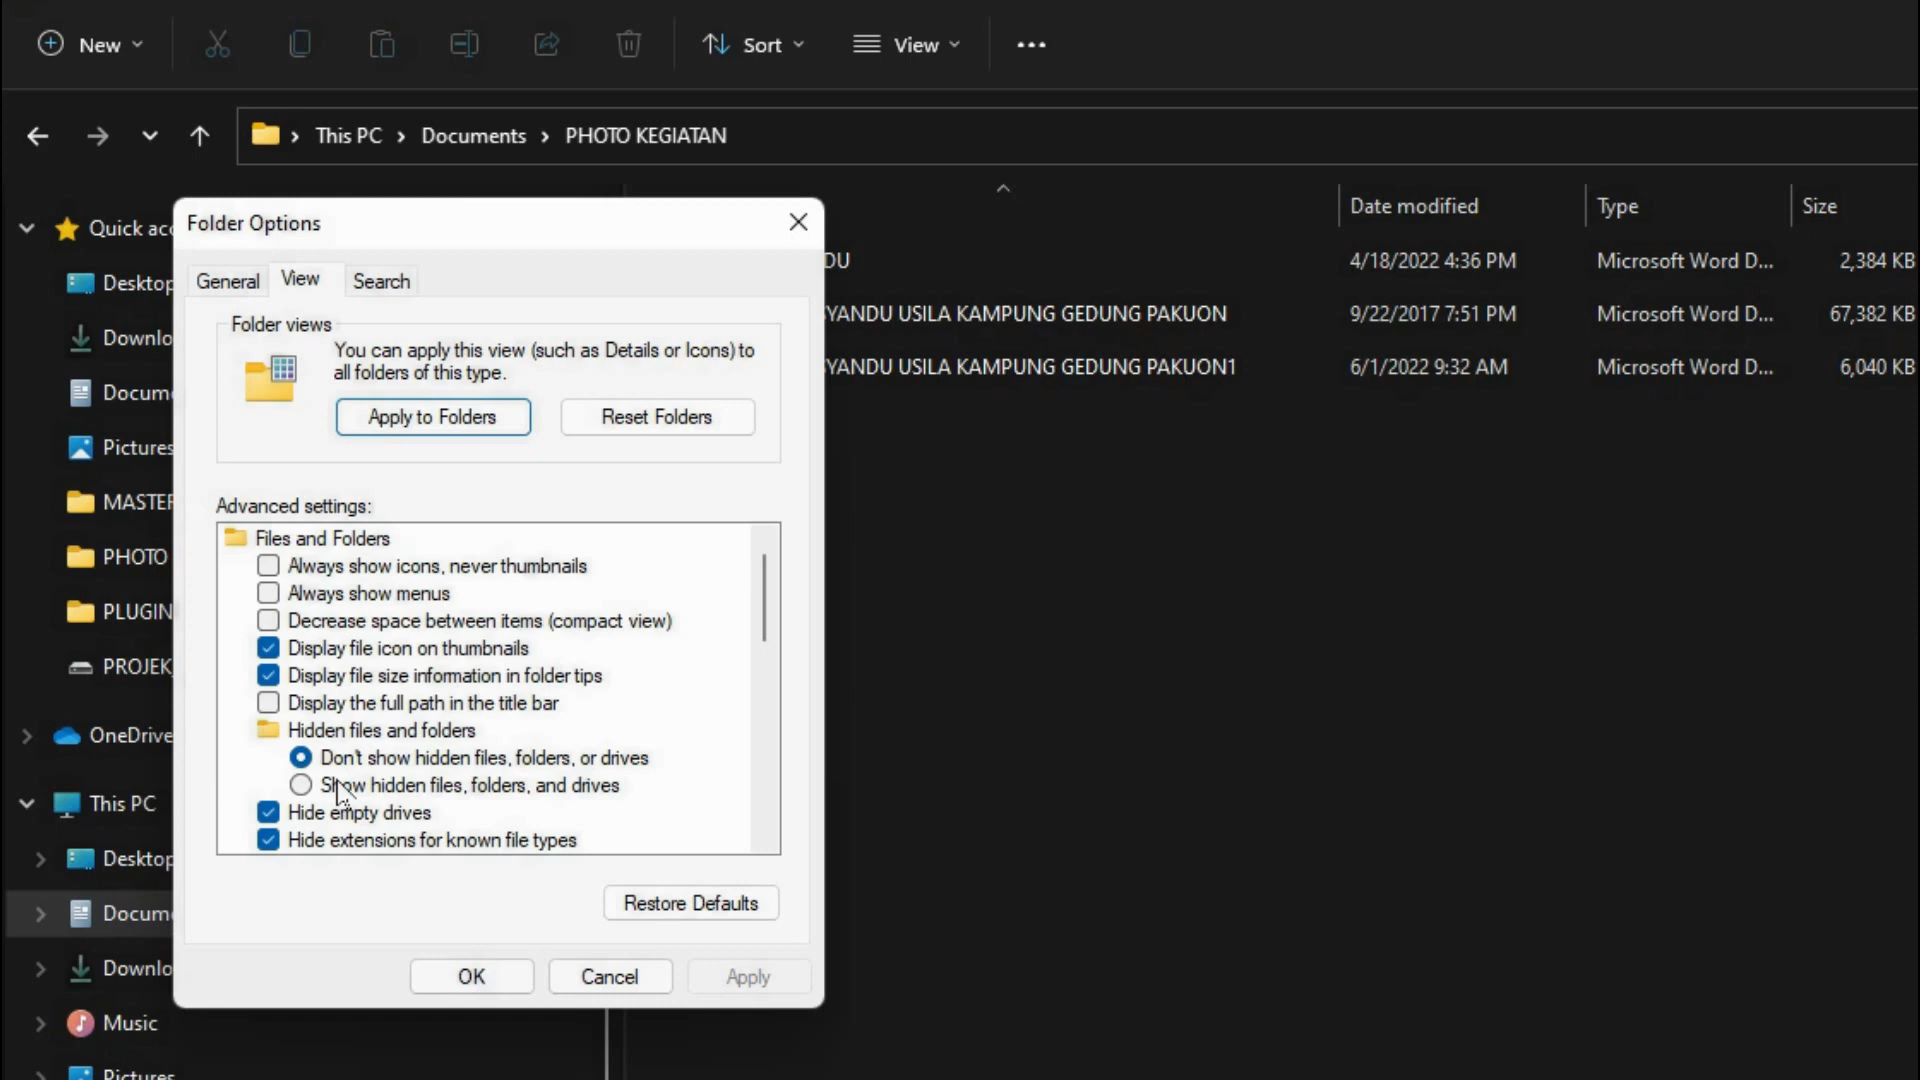 New
Sort
View
This PC > Documents > PHOTO KEGIATAN
Quick acc
Desktop
Downlo
Docume
Pictures
MASTER
PHOTO
PLUGIN
PROJEK
OneDrive
This PC
Desktop
Docume
Downlo
Music
Pictures
Folder Options
General View Search
Folder views
You can apply this view (such as Details or Icons) to
all folders of this type.
Apply to Folders Reset Folders
Advanced settings:
Files and Folders
Always show icons, never thumbnails
Always show menus
Decrease space between items (compact view)
Display file icon on thumbnails
Display file size information in folder tips
Display the full path in the title bar
Hidden files and folders
Don't show hidden files, folders, or drives
Show hidden files, folders, and drives
Hide empty drives
Hide extensions for known file types
Restore Defaults
OK Cancel Apply
Date modified Type Size
DU 4/18/2022 4:36 PM Microsoft Word D... 2,384 KB
YANDU USILA KAMPUNG GEDUNG PAKUON 9/22/2017 7:51 PM Microsoft Word D... 67,382 KB
YANDU USILA KAMPUNG GEDUNG PAKUON1 6/1/2022 9:32 AM Microsoft Word D... 6,040 KB